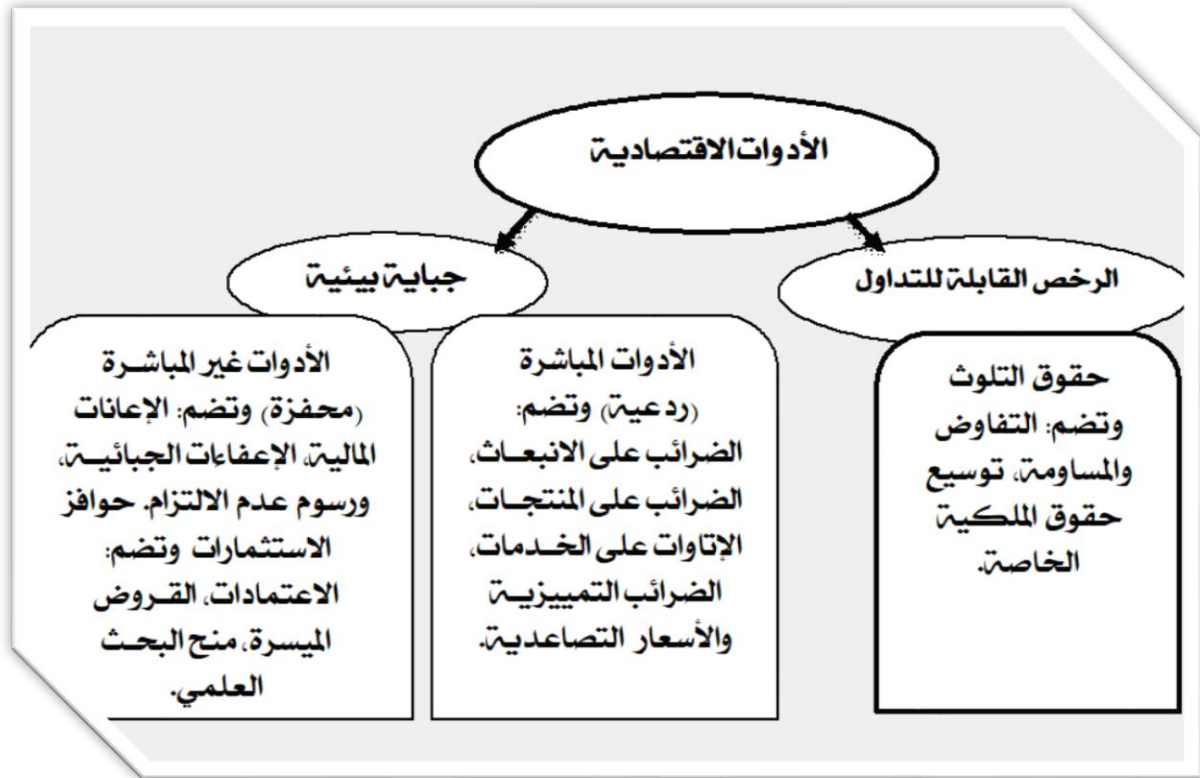 الأدوات الاقتصادية
الرخص القابلة للتداول
جباية بيئية
حقوق التلوث
وتضم: التفاوض
والمساومة، توسيع
حقوق الملكية
الخاصة.
الأدوات المباشرة
(ردعية) وتضم:
الضرائب على الانبعاث،
الضرائب على المنتجات،
الإتاوات على الخدمات،
الضرائب التمييزية
والأسعار التصاعدية.
الأدوات غير المباشرة
(محفزة) وتضم: الإعانات
المالية، الإعفاءات الجبائية،
ورسوم عدم الالتزام. حوافز
الاستثمارات وتضم:
الاعتمادات، القروض
الميسرة، منح البحث
العلمي.